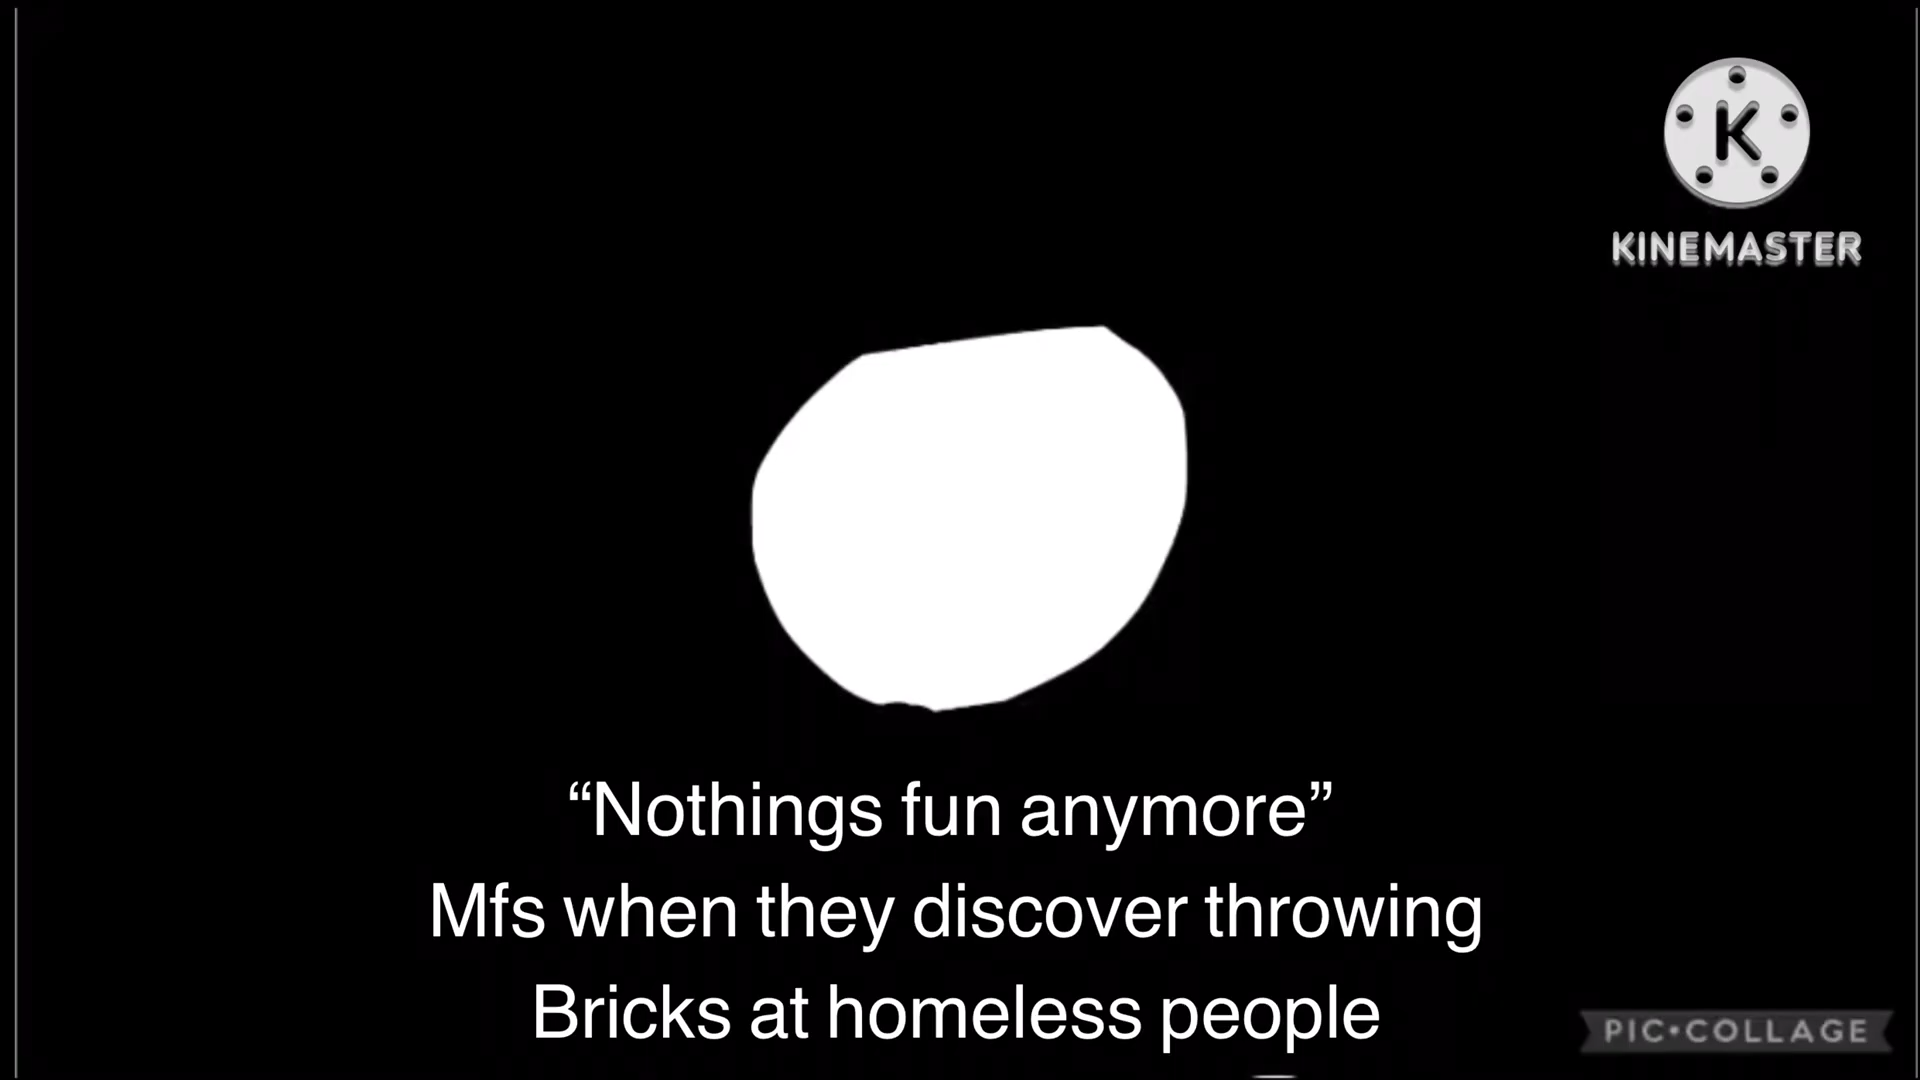 K
KINEMASTER
“Nothings fun anymore”
Mfs when they discover throwing
Bricks at homeless people
PIC•COLLAGE